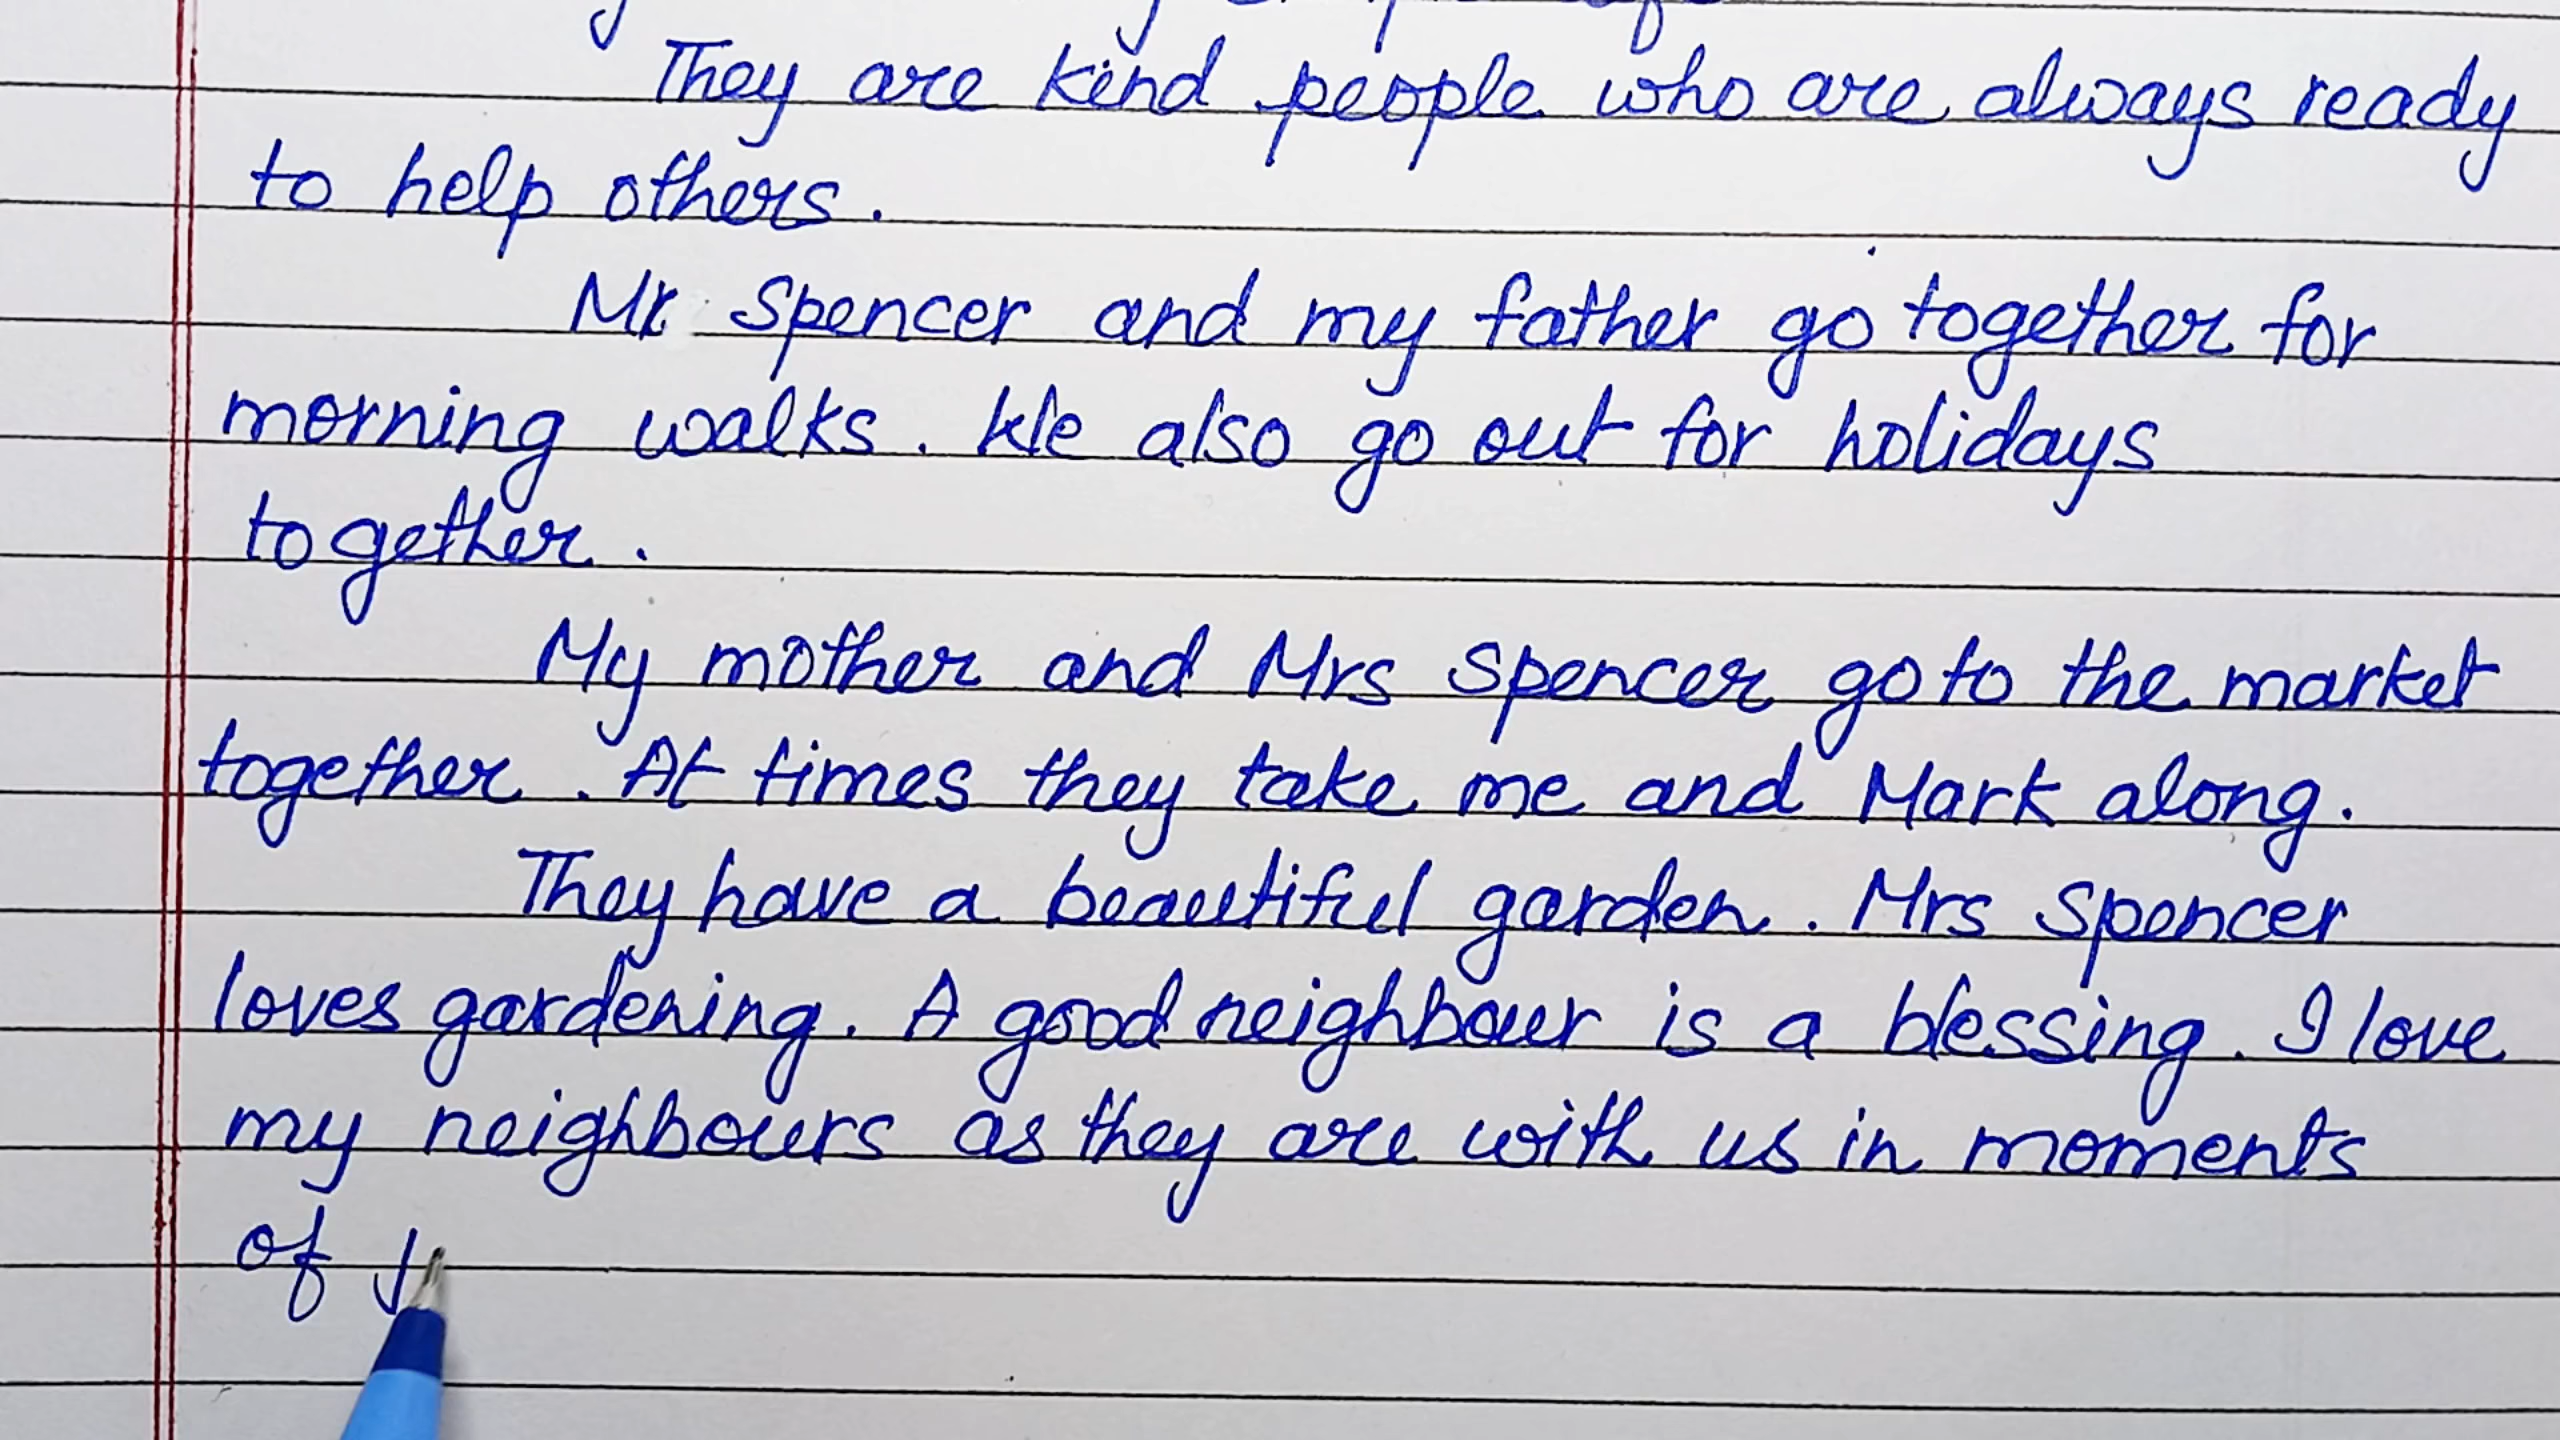 They are kind people who are always ready
to help others.
Mr Spencer and my father go together for
morning walks. We also go out for holidays
together.
My mother and Mrs Spencer go to the market
together. At times they take me and Mark along.
They have a beautiful garden. Mrs Spencer
loves gardening. A good neighbour is a blessing. I love
my neighbours as they are with us in moments
of